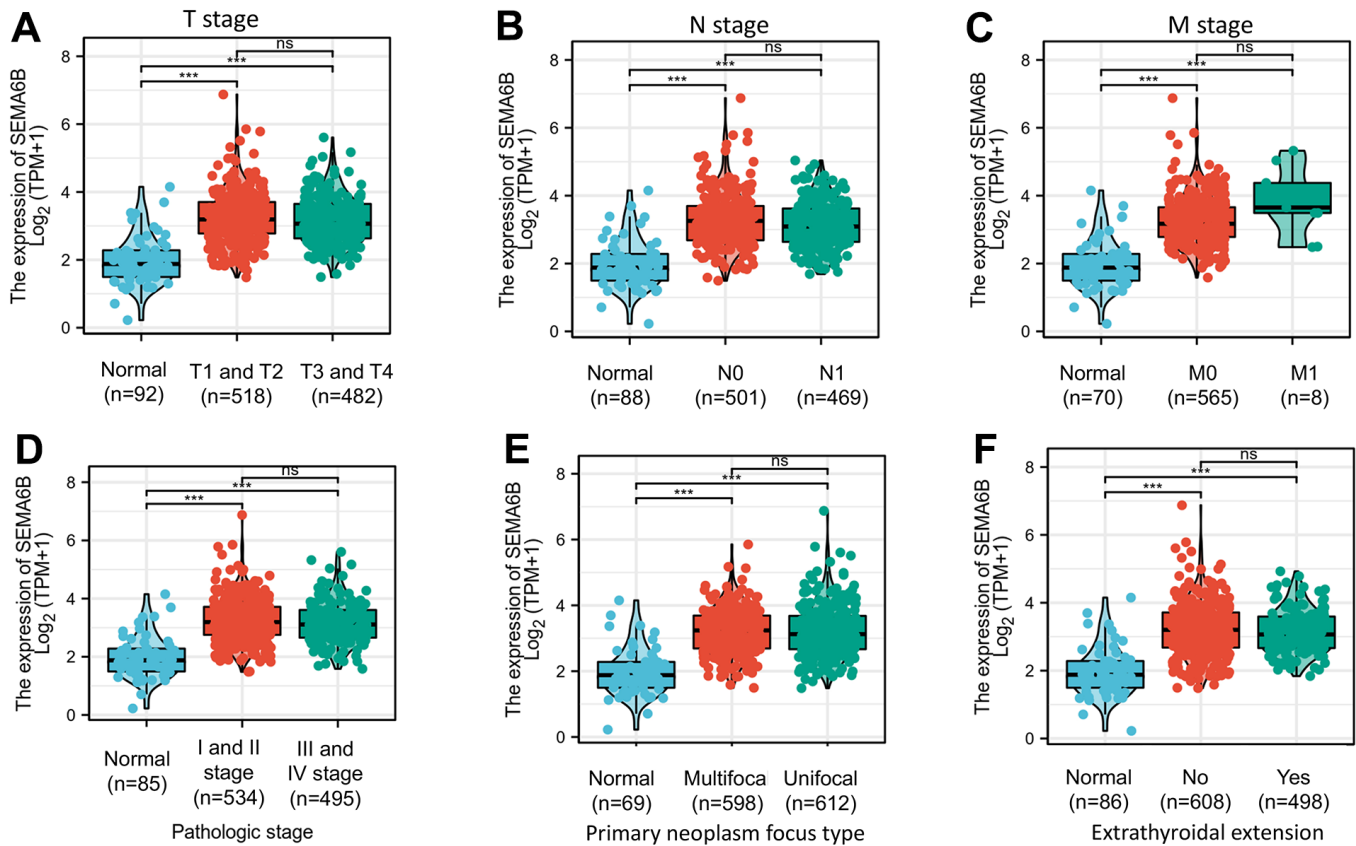 A
T stage
The expression of SEMA6B
Log2 (TPM+1)
8
6
4
2
0
ns
***
***
Normal
(n=92)
T1 and T2
(n=518)
T3 and T4
(n=482)
B
N stage
The expression of SEMA6B
Log2 (TPM+1)
8
6
4
2
0
ns
***
***
Normal
(n=88)
N0
(n=501)
N1
(n=469)
C
M stage
The expression of SEMA6B
Log2 (TPM+1)
8
6
4
2
0
ns
***
***
Normal
(n=70)
M0
(n=565)
M1
(n=8)
D
The expression of SEMA6B
Log2 (TPM+1)
8
6
4
2
0
ns
***
***
Normal
(n=85)
I and II
stage
(n=534)
III and
IV stage
(n=495)
Pathologic stage
E
The expression of SEMA6B
Log2 (TPM+1)
8
6
4
2
0
ns
***
***
Normal
(n=69)
Multifoca
(n=598)
Unifocal
(n=612)
Primary neoplasm focus type
F
The expression of SEMA6B
Log2 (TPM+1)
8
6
4
2
0
ns
***
***
Normal
(n=86)
No
(n=608)
Yes
(n=498)
Extrathyroidal extension